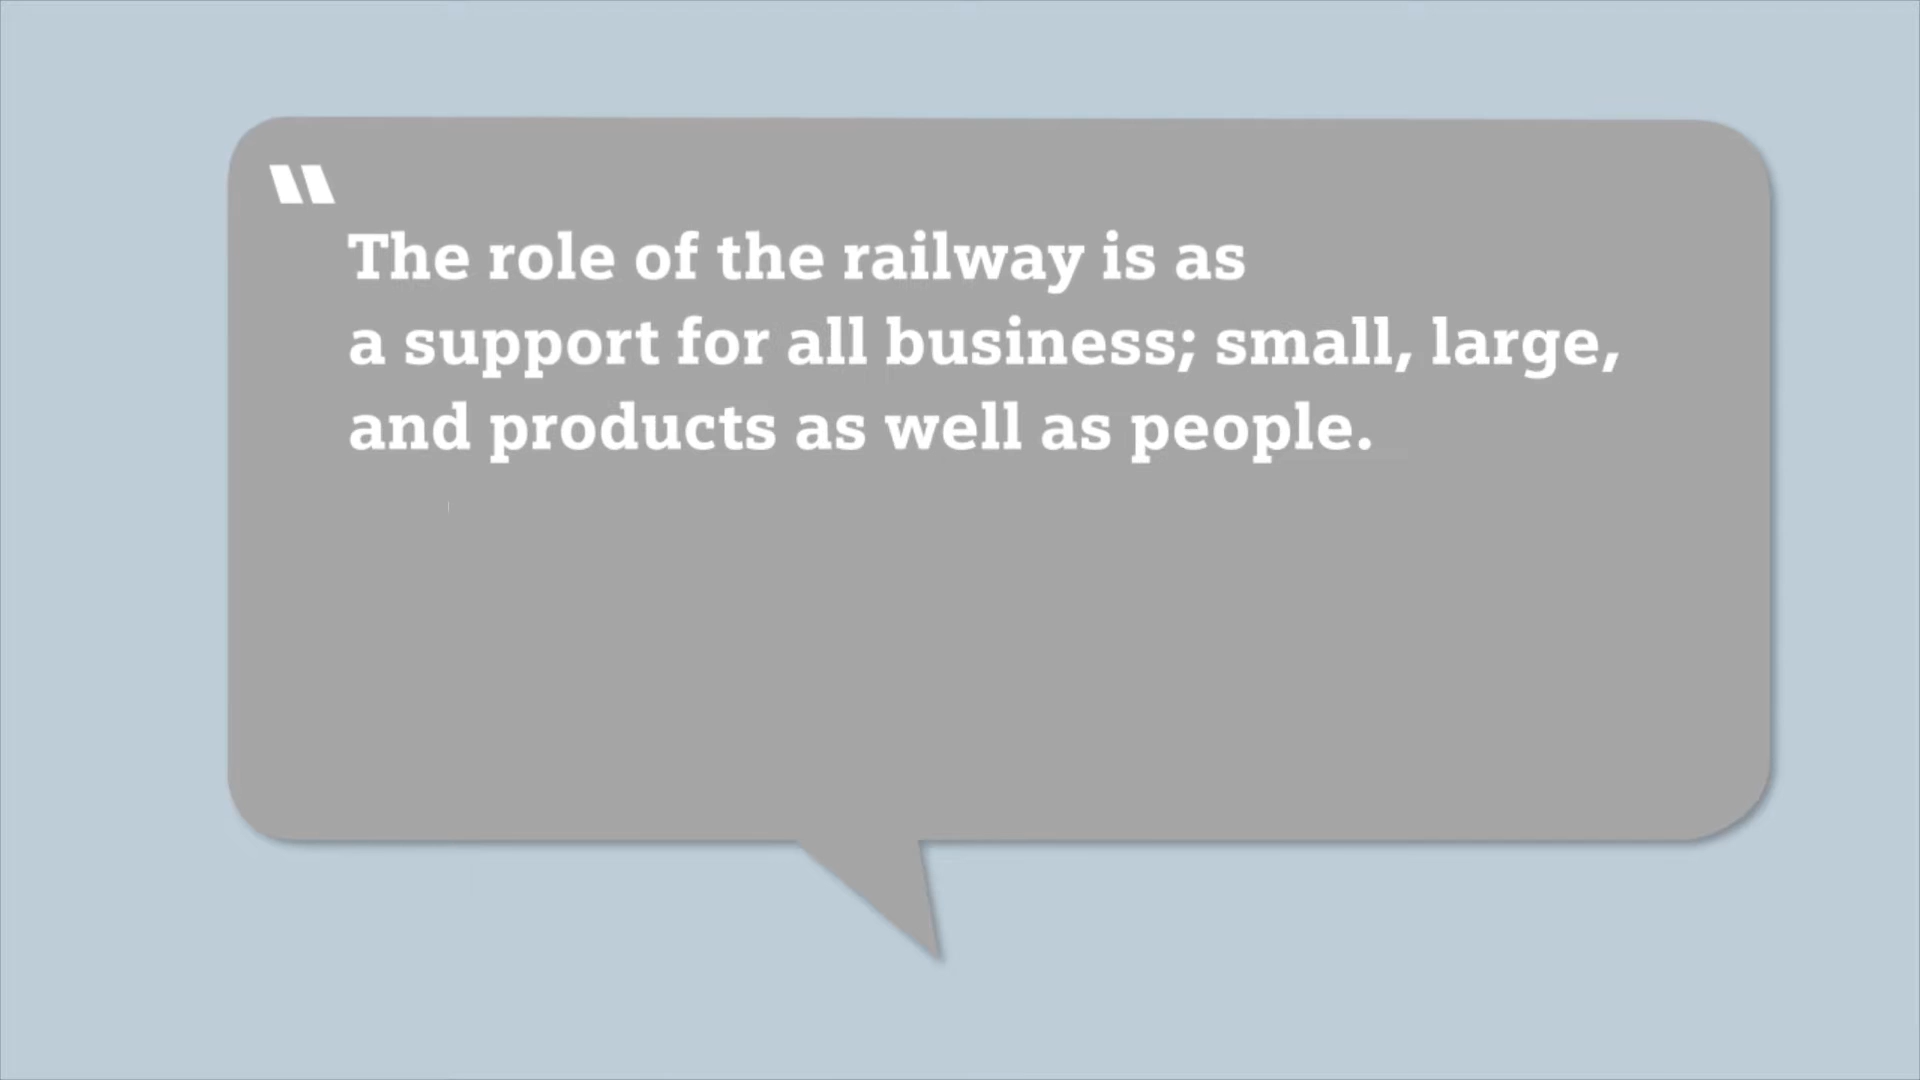 “
The role of the railway is as
a support for all business; small, large,
and products as well as people.